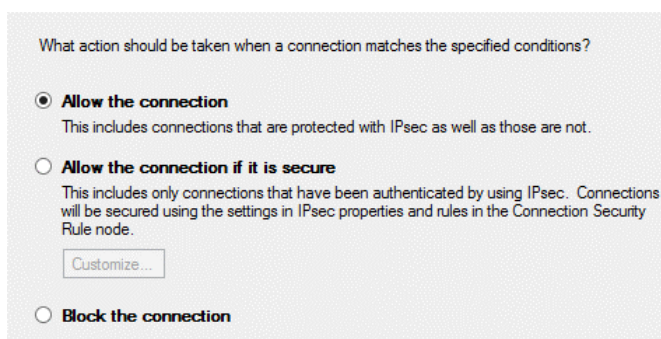 What action should be taken when a connection matches the specified conditions?
Allow the connection
This includes connections that are protected with IPsec as well as those are not.
Allow the connection if it is secure
This includes only connections that have been authenticated by using IPsec. Connections
will be secured using the settings in IPsec properties and rules in the Connection Security
Rule node.
Customize...
Block the connection